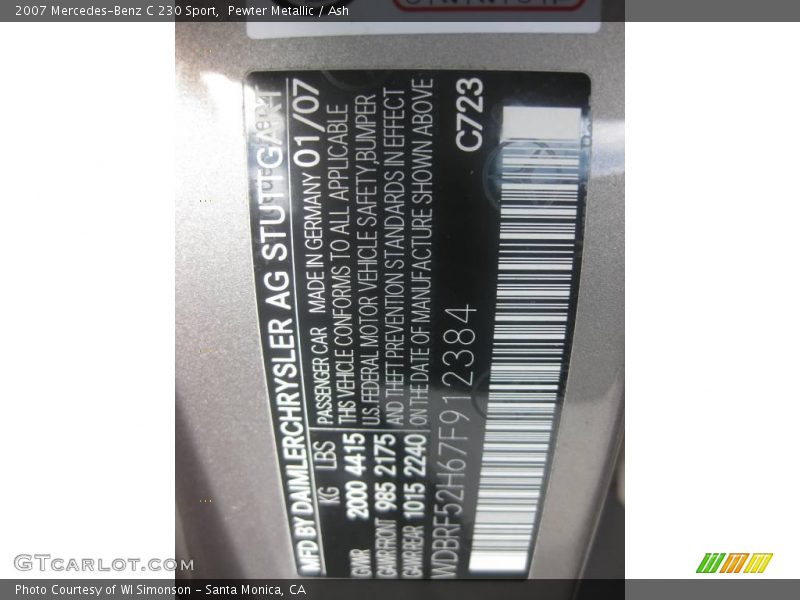 2007 Mercedes-Benz C 230 Sport,  Pewter Metallic / Ash
MFD BY DAIMLERCHRYSLER AG STUTTGART
KG LBS PASSENGER CAR MADE IN GERMANY 01/07
THIS VEHICLE CONFORMS TO ALL APPLICABLE
GVWR 2000 4415
U.S. FEDERAL MOTOR VEHICLE SAFETY,BUMPER
GAWR FRONT 985 2175
AND THEFT PREVENTION STANDARDS IN EFFECT
GAWR REAR 1015 2240
ON THE DATE OF MANUFACTURE SHOWN ABOVE
WDBRF52H67F912384
C723
GTCarlot.com
Photo Courtesy of WI Simonson - Santa Monica, CA